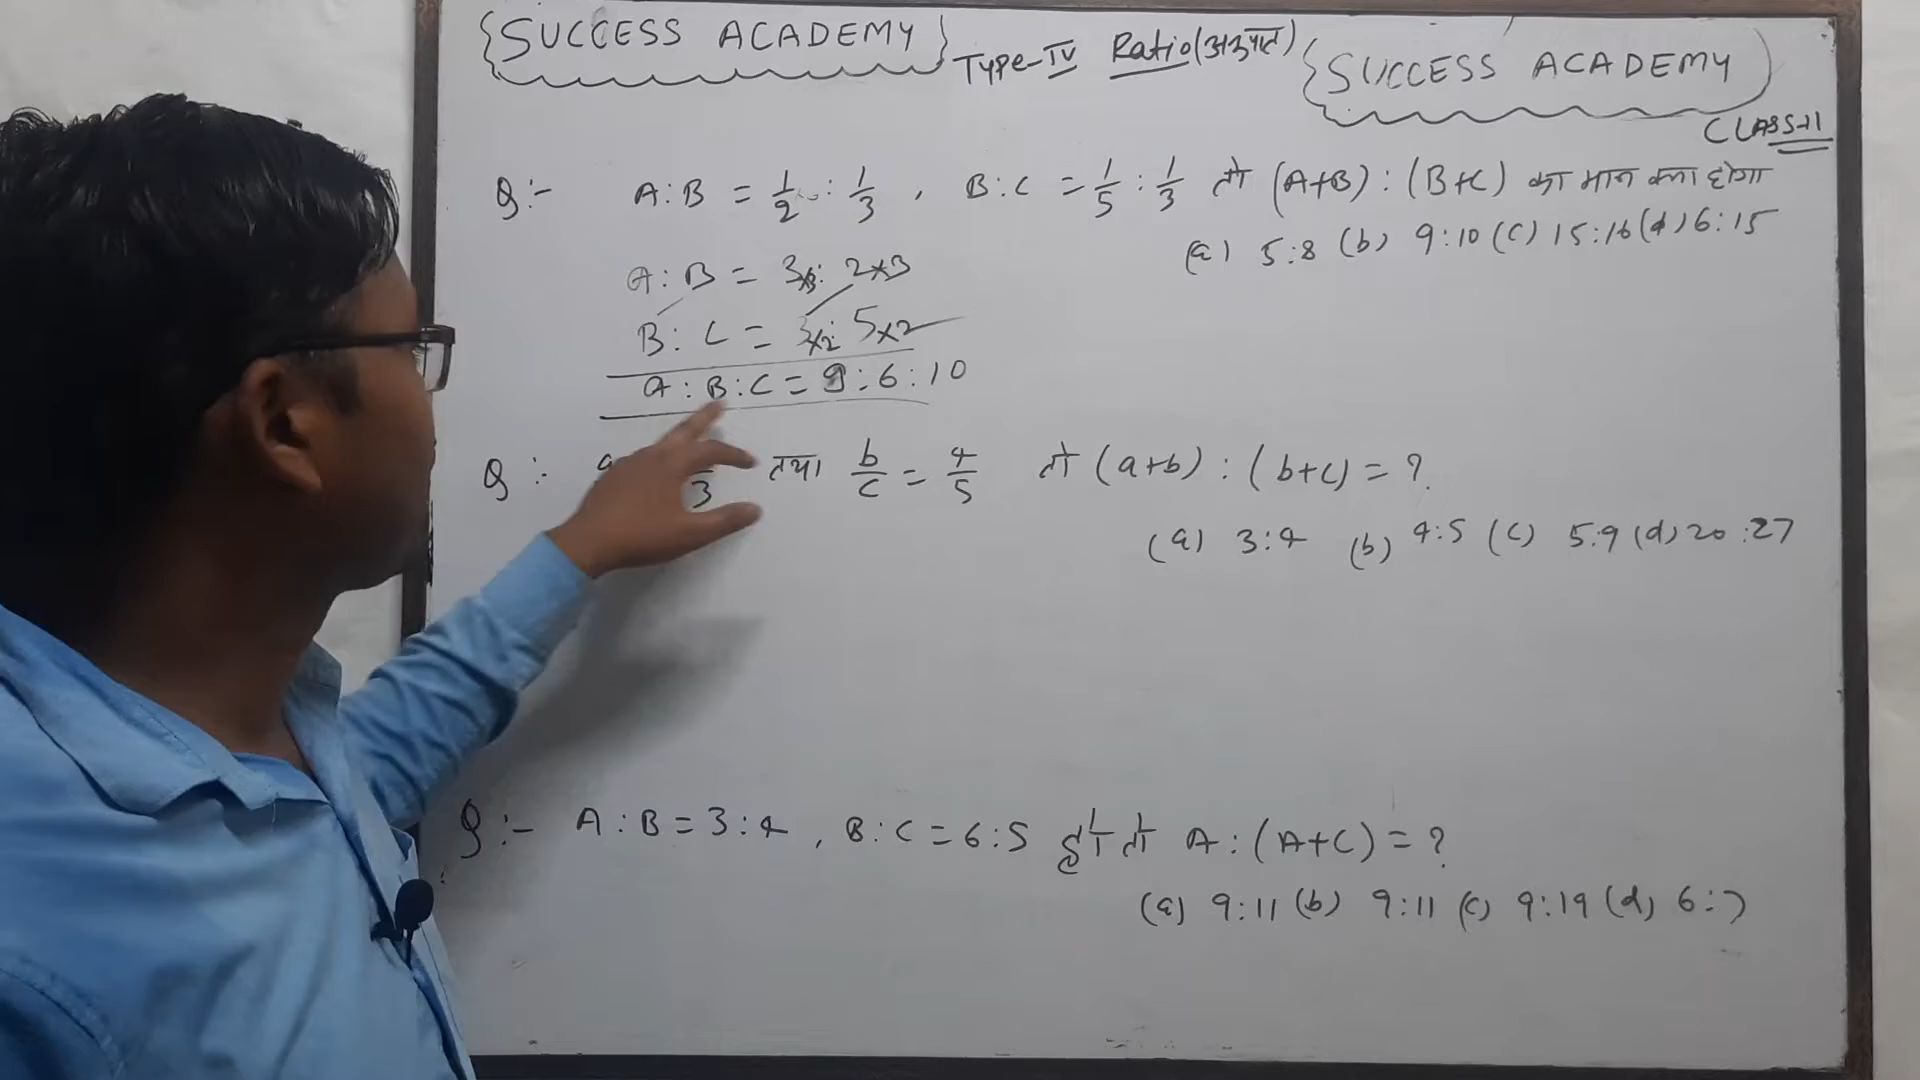 SUCCESS ACADEMY Type-IV Ratio(अनुपात) SUCCESS ACADEMY
CLASS-11
Q:- A:B = 1/2 : 1/3 , B:C = 1/5 : 1/3 तो (A+B) : (B+C) का मान क्या होगा
(a) 5:8 (b) 9:10 (c) 15:16 (d) 6:15
A:B = 3×3: 2×3
B:C = 3×2: 5×2
A:B:C = 9:6:10
Q:- 3 तथा b/c = 4/5 तो (a+b) : (b+c) = ?
(a) 3:4 (b) 4:5 (c) 5:9 (d) 20:27
Q:- A:B = 3:4 , B:C = 6:5 हो तो A:(A+C) = ?
(a) 9:11 (b) 9:11 (c) 9:19 (d) 6:7